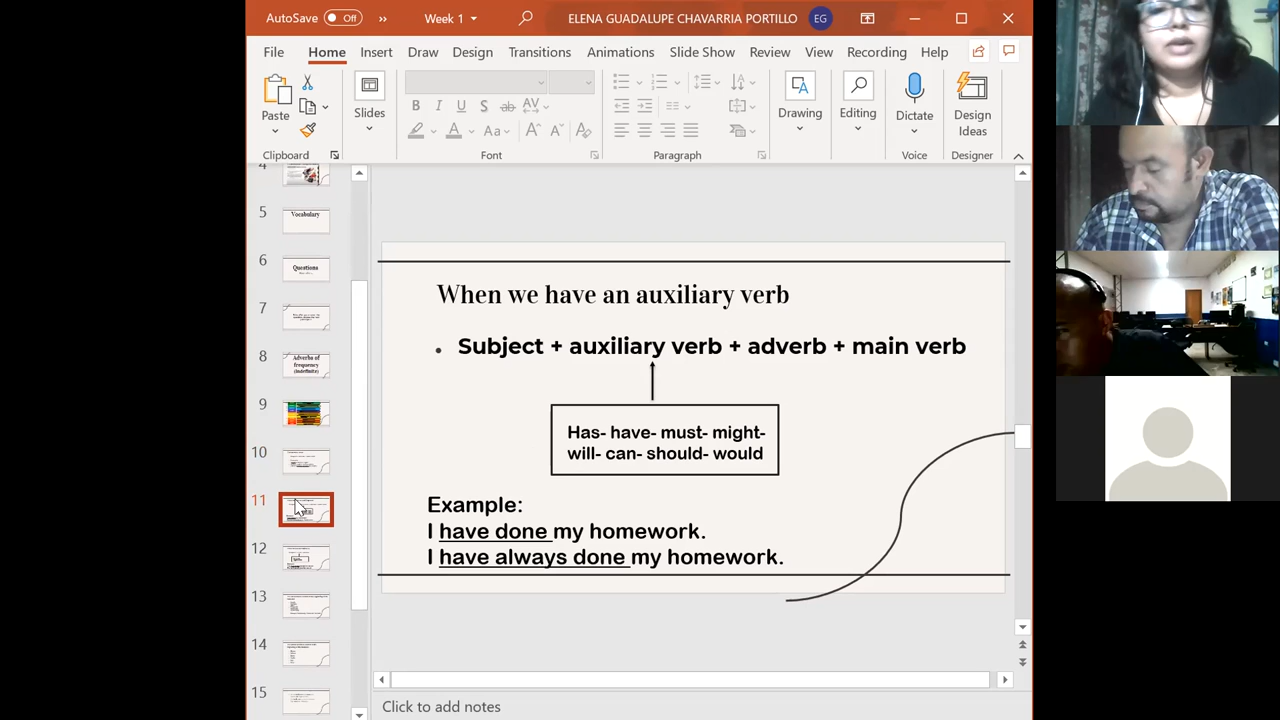 AutoSave Off Week 1 ELENA GUADALUPE CHAVARRIA PORTILLO EG
File Home Insert Draw Design Transitions Animations Slide Show Review View Recording Help
Paste Slides Drawing Editing Dictate Design Ideas
Clipboard Font Paragraph Voice Designer
4
5 Vocabulary
6 Questions
7
8 Adverbs of frequency (indefinite)
9
10
11
12
13
14
15
When we have an auxiliary verb
• Subject + auxiliary verb + adverb + main verb
Has- have- must- might-
will- can- should- would
Example:
I have done my homework.
I have always done my homework.
Click to add notes